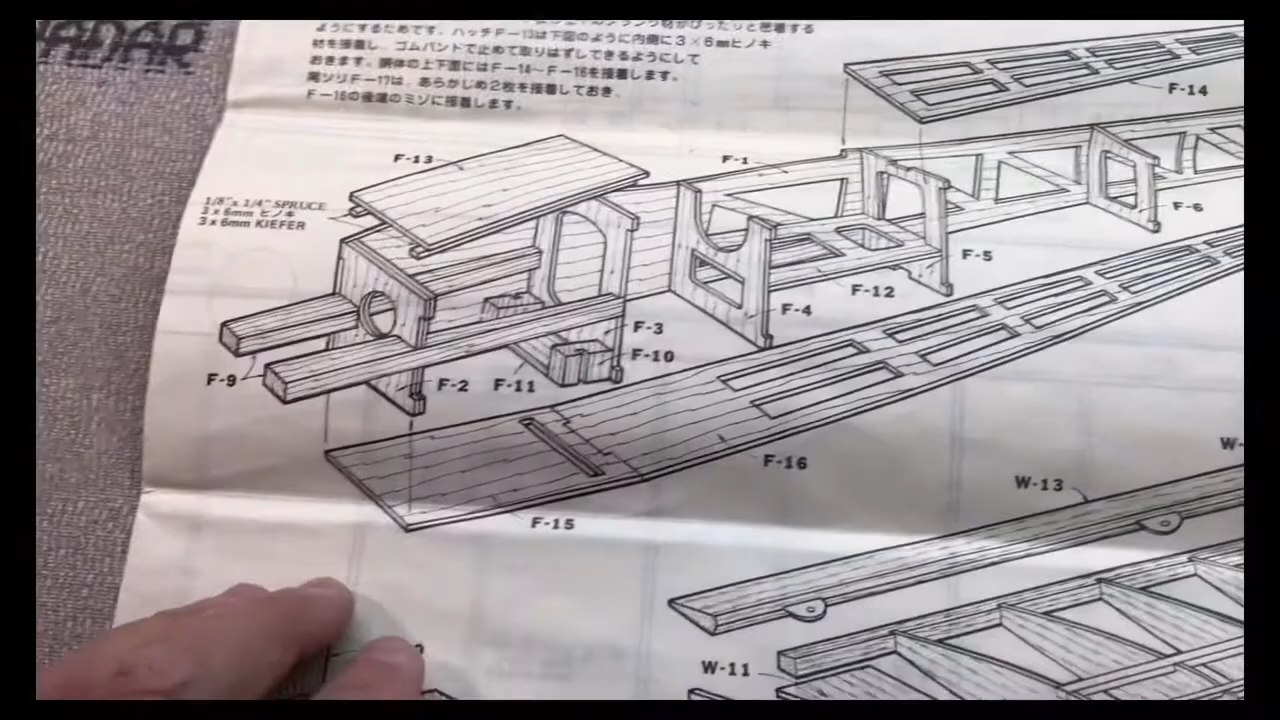 ようにするためです。ハッチF-13は下図のように内側に3×6mmヒノキ
材を接着し、ゴムバンドで止めて取りはずしできるようにして
おきます。胴体の上下面にはF-14～F-16を接着します。
尾ソリF-17は、あらかじめ2枚を接着しておき、
F-16の後端のミゾに接着します。
F-14
F-13
F-1
1/8" x 1/4" SPRUCE
3 x 6mm ヒノキ
3 x 6mm KIEFER
F-6
F-5
F-12
F-4
F-3
F-10
F-9
F-2
F-11
F-16
F-15
W-13
W-11